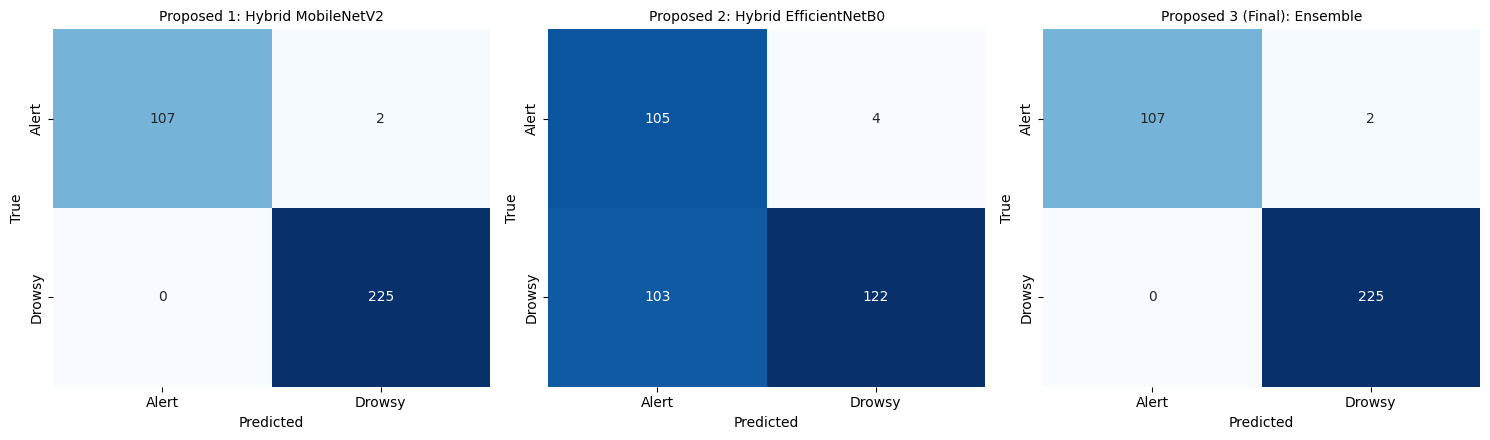 Proposed 1: Hybrid MobileNetV2
True
Alert
Drowsy
107
2
0
225
Alert
Drowsy
Predicted
Proposed 2: Hybrid EfficientNetB0
True
Alert
Drowsy
105
4
103
122
Alert
Drowsy
Predicted
Proposed 3 (Final): Ensemble
True
Alert
Drowsy
107
2
0
225
Alert
Drowsy
Predicted